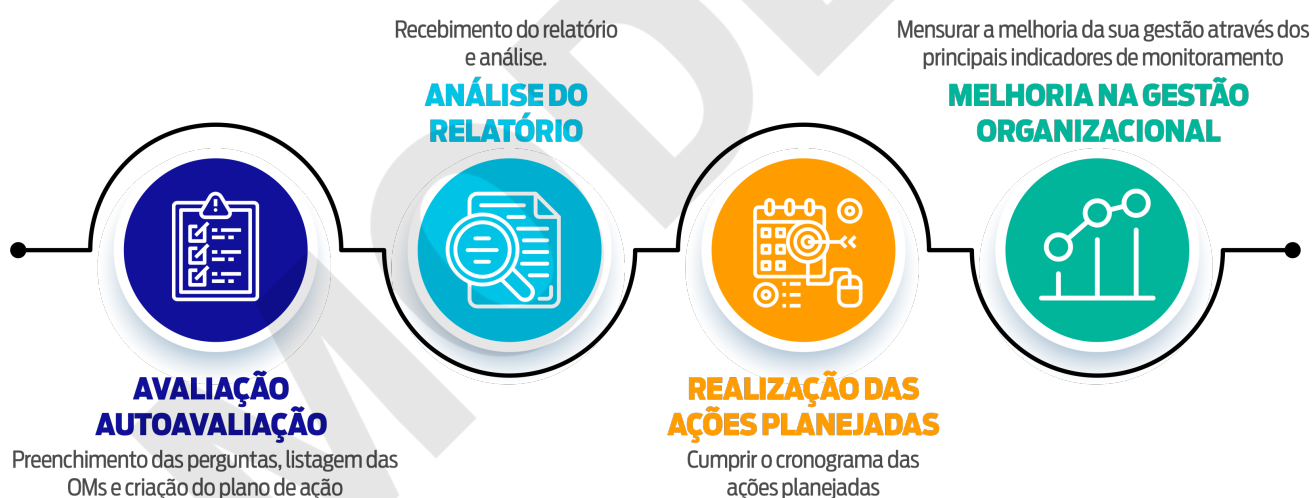 Recebimento do relatório
e análise.
ANÁLISE DO
RELATÓRIO
Mensurar a melhoria da sua gestão através dos
principais indicadores de monitoramento
MELHORIA NA GESTÃO
ORGANIZACIONAL
AVALIAÇÃO
AUTOAVALIAÇÃO
Preenchimento das perguntas, listagem das
OMs e criação do plano de ação
REALIZAÇÃO DAS
AÇÕES PLANEJADAS
Cumprir o cronograma das
ações planejadas